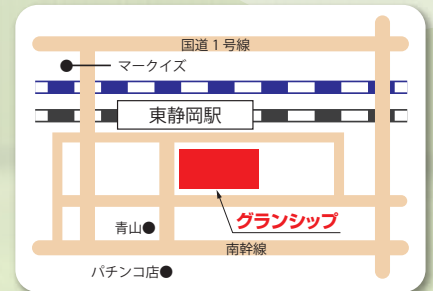 国道1号線
マークイズ
東静岡駅
グランシップ
青山
南幹線
パチンコ店